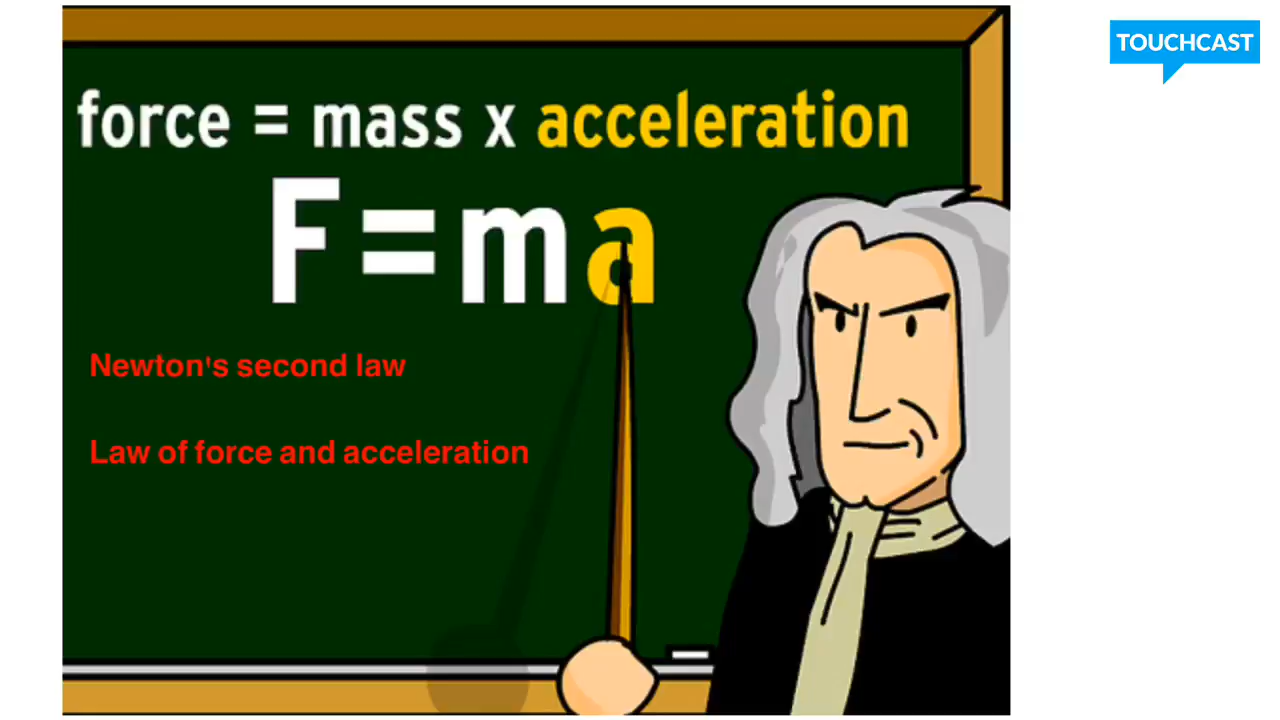 TOUCHCAST
force = mass x acceleration
F=ma
Newton's second law
Law of force and acceleration